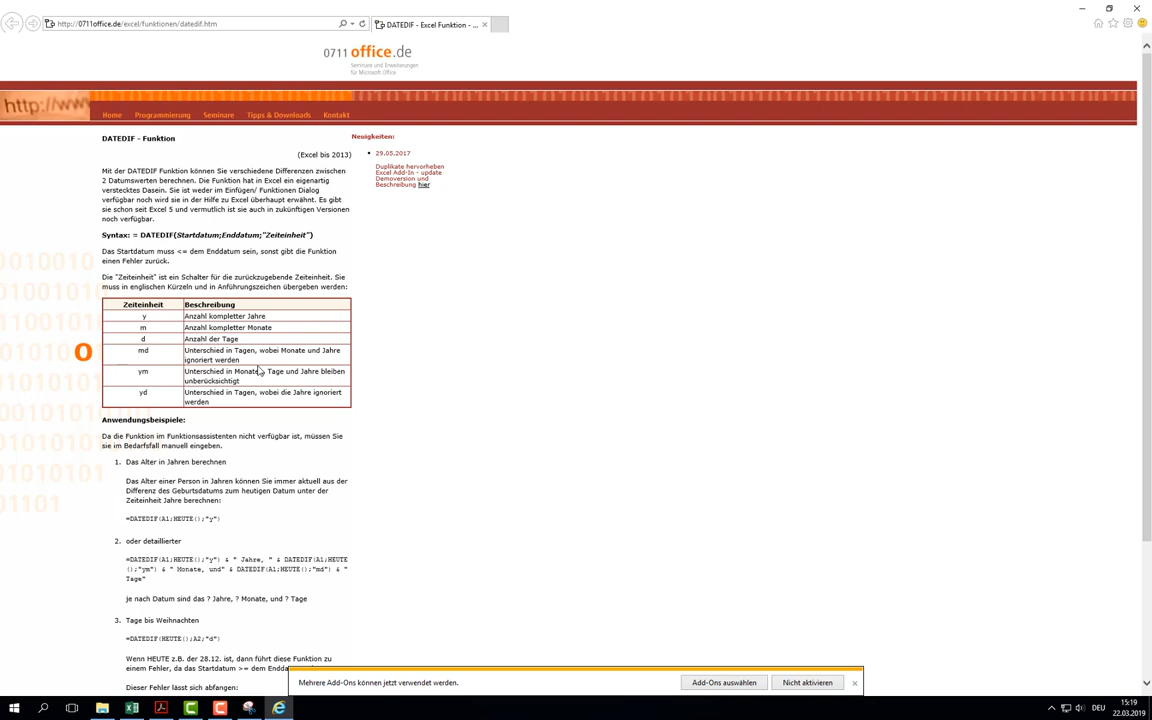 http://0711office.de/excel/funktionen/datedif.htm
DATEDIF - Excel Funktion - ...
0711 office.de
Seminare und Erweiterungen
für Microsoft Office
http://www
Home Programmierung Seminare Tipps & Downloads Kontakt
DATEDIF - Funktion
(Excel bis 2013)
Mit der DATEDIF Funktion können Sie verschiedene Differenzen zwischen
2 Datumswerten berechnen. Die Funktion hat in Excel ein eigenartig
verstecktes Dasein. Sie ist weder im Einfügen/ Funktionen Dialog
verfügbar noch wird sie in der Hilfe zu Excel überhaupt erwähnt. Es gibt
sie schon seit Excel 5 und vermutlich ist sie auch in zukünftigen Versionen
noch verfügbar.
Syntax: = DATEDIF(Startdatum;Enddatum;"Zeiteinheit")
Das Startdatum muss <= dem Enddatum sein, sonst gibt die Funktion
einen Fehler zurück.
Die "Zeiteinheit" ist ein Schalter für die zurückzugebende Zeiteinheit. Sie
muss in englischen Kürzeln und in Anführungszeichen übergeben werden:
Zeiteinheit Beschreibung
y Anzahl kompletter Jahre
m Anzahl kompletter Monate
d Anzahl der Tage
md Unterschied in Tagen, wobei Monate und Jahre
ignoriert werden
ym Unterschied in Monate Tage und Jahre bleiben
unberücksichtigt
yd Unterschied in Tagen, wobei die Jahre ignoriert
werden
Anwendungsbeispiele:
Da die Funktion im Funktionsassistenten nicht verfügbar ist, müssen Sie
sie im Bedarfsfall manuell eingeben.
1. Das Alter in Jahren berechnen
Das Alter einer Person in Jahren können Sie immer aktuell aus der
Differenz des Geburtsdatums zum heutigen Datum unter der
Zeiteinheit Jahre berechnen:
=DATEDIF(A1;HEUTE();"y")
2. oder detaillierter
=DATEDIF(A1;HEUTE();"y") & " Jahre, " & DATEDIF(A1;HEUTE
();"ym") & " Monate, und" & DATEDIF(A1;HEUTE();"md") & "
Tage"
je nach Datum sind das ? Jahre, ? Monate, und ? Tage
3. Tage bis Weihnachten
=DATEDIF(HEUTE();A2;"d")
Wenn HEUTE z.B. der 28.12. ist, dann führt diese Funktion zu
einem Fehler, da das Startdatum >= dem Endda
Dieser Fehler lässt sich abfangen:
Neuigkeiten:
29.05.2017
Duplikate hervorheben
Excel Add-In - update
Demoversion und
Beschreibung hier
0010010
01001010
010101
1010010
0100101
01010101
01101
Mehrere Add-Ons können jetzt verwendet werden.
Add-Ons auswählen
Nicht aktivieren
DEU
15:19
22.03.2019